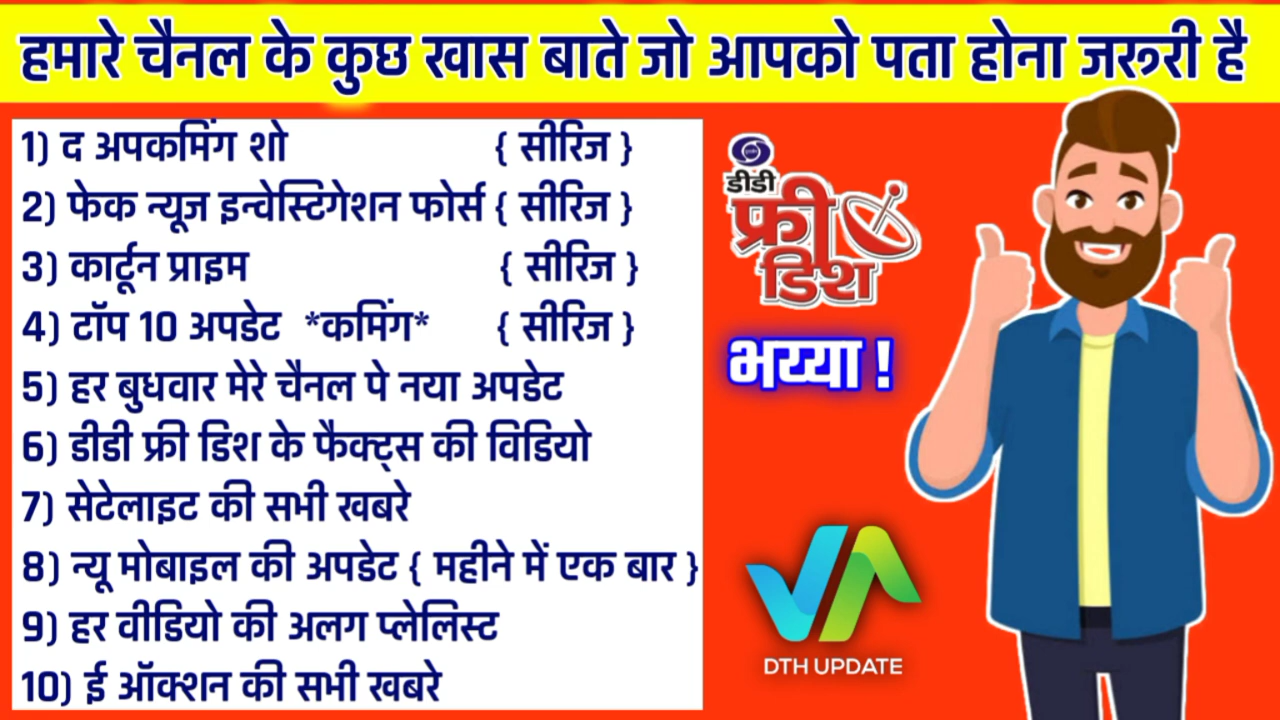 हमारे चैनल के कुछ खास बाते जो आपको पता होना जरूरी है
1) द अपकमिंग शो { सीरिज }
2) फेक न्यूज इन्वेस्टिगेशन फोर्स { सीरिज }
3) कार्टून प्राइम { सीरिज }
4) टॉप 10 अपडेट *कमिंग* { सीरिज }
5) हर बुधवार मेरे चैनल पे नया अपडेट
6) डीडी फ्री डिश के फैक्ट्स की विडियो
7) सेटेलाइट की सभी खबरे
8) न्यू मोबाइल की अपडेट { महीने में एक बार }
9) हर वीडियो की अलग प्लेलिस्ट
10) ई ऑक्शन की सभी खबरे
डीडी
फ्री
डिश
भय्या !
DTH UPDATE